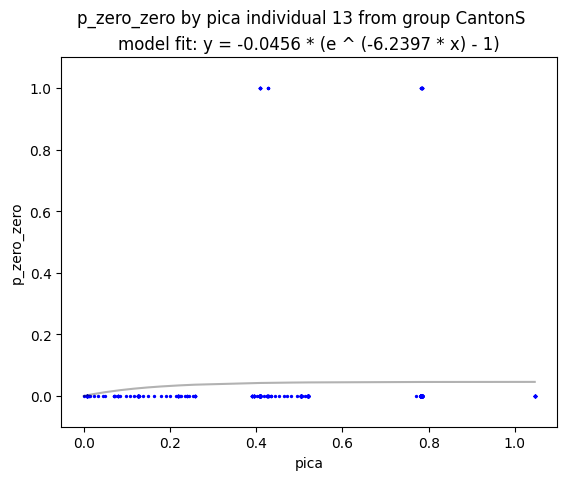 p_zero_zero by pica individual 13 from group CantonS
model fit: y = -0.0456 * (e ^ (-6.2397 * x) - 1)
1.0
0.8
0.6
0.4
0.2
0.0
p_zero_zero
0.0 0.2 0.4 0.6 0.8 1.0
pica